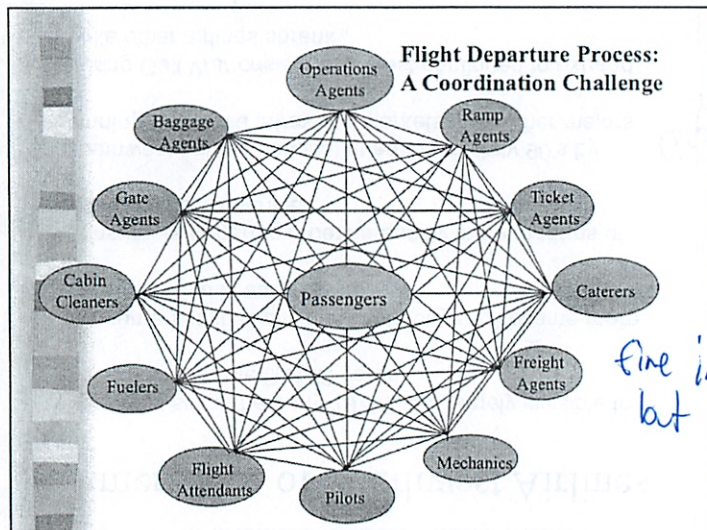 Flight Departure Process:
A Coordination Challenge
Operations
Agents
Ramp
Agents
Ticket
Agents
Caterers
Freight
Agents
Mechanics
Pilots
Flight
Attendants
Fuelers
Cabin
Cleaners
Gate
Agents
Baggage
Agents
Passengers
fine
but